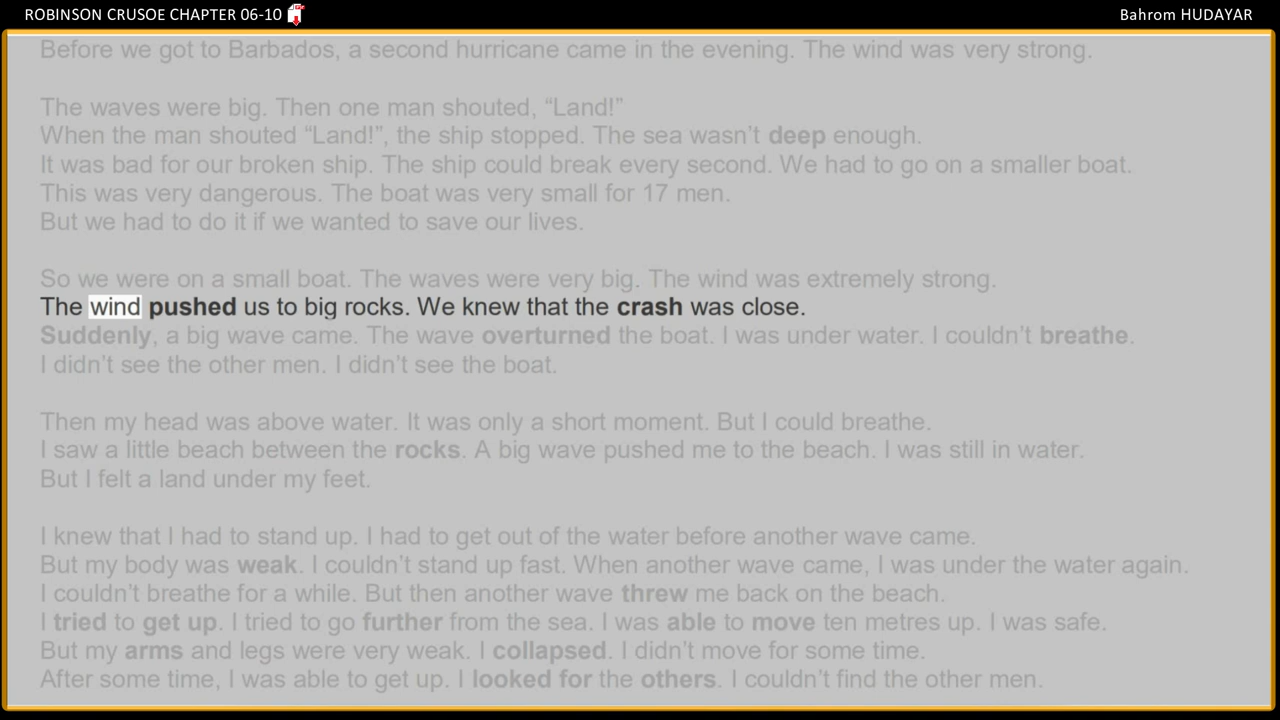 ROBINSON CRUSOE CHAPTER 06-10
Bahrom HUDAYAR
Before we got to Barbados, a second hurricane came in the evening. The wind was very strong.
The waves were big. Then one man shouted, “Land!”
When the man shouted “Land!”, the ship stopped. The sea wasn’t deep enough.
It was bad for our broken ship. The ship could break every second. We had to go on a smaller boat.
This was very dangerous. The boat was very small for 17 men.
But we had to do it if we wanted to save our lives.
So we were on a small boat. The waves were very big. The wind was extremely strong.
The wind pushed us to big rocks. We knew that the crash was close.
Suddenly, a big wave came. The wave overturned the boat. I was under water. I couldn’t breathe.
I didn’t see the other men. I didn’t see the boat.
Then my head was above water. It was only a short moment. But I could breathe.
I saw a little beach between the rocks. A big wave pushed me to the beach. I was still in water.
But I felt a land under my feet.
I knew that I had to stand up. I had to get out of the water before another wave came.
But my body was weak. I couldn’t stand up fast. When another wave came, I was under the water again.
I couldn’t breathe for a while. But then another wave threw me back on the beach.
I tried to get up. I tried to go further from the sea. I was able to move ten metres up. I was safe.
But my arms and legs were very weak. I collapsed. I didn’t move for some time.
After some time, I was able to get up. I looked for the others. I couldn’t find the other men.